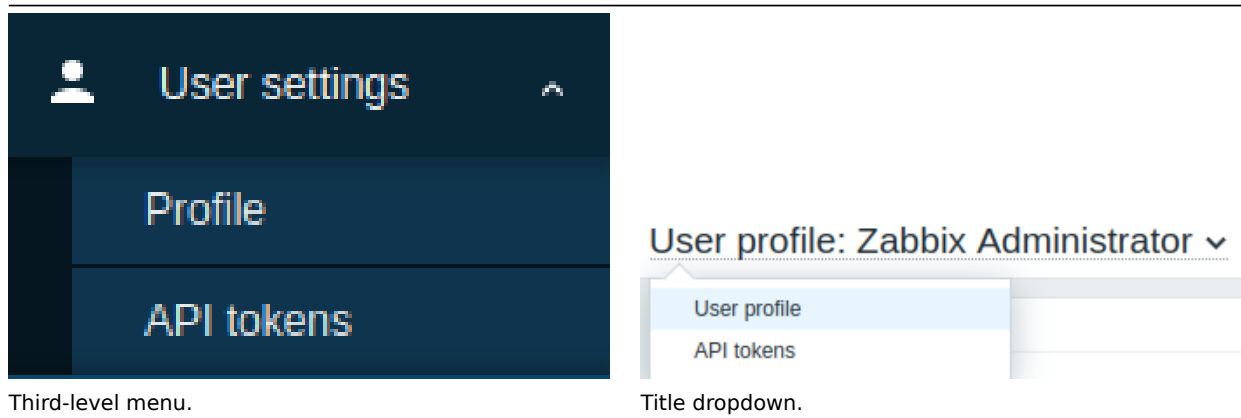 User settings
Profile
API tokens
Third-level menu.
User profile: Zabbix Administrator
User profile
API tokens
Title dropdown.